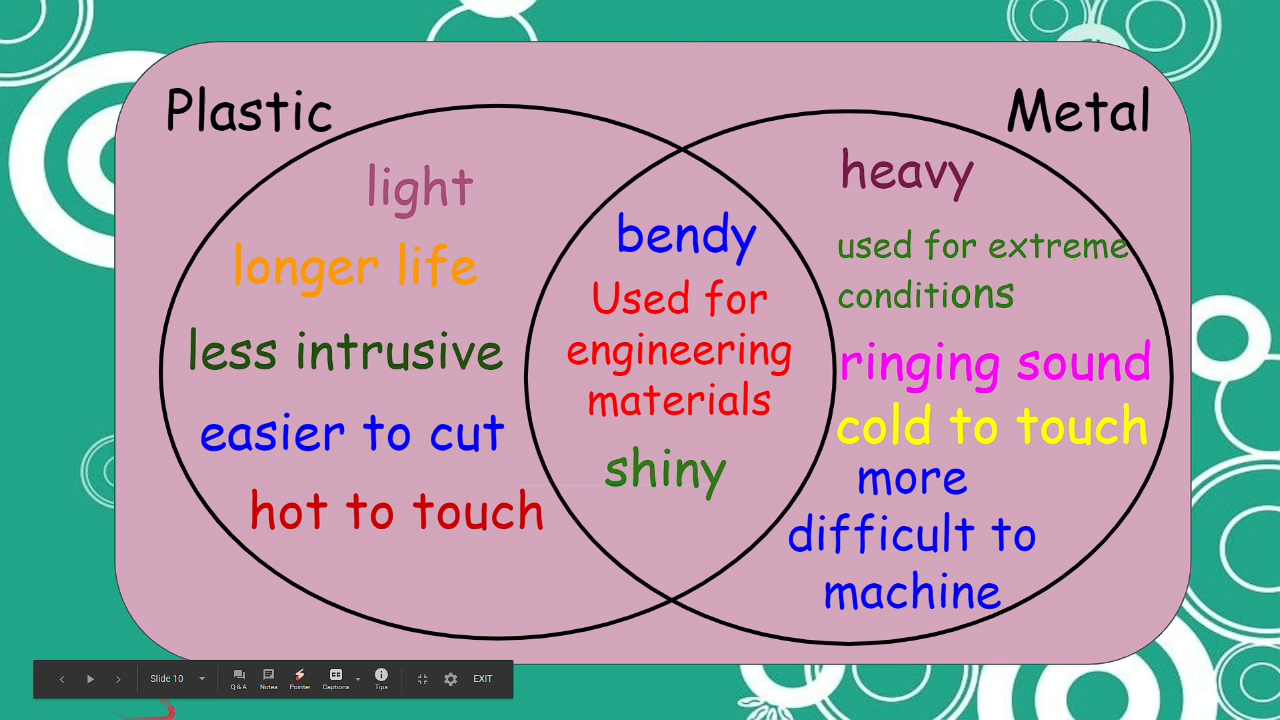 Plastic
Metal
light
longer life
less intrusive
easier to cut
hot to touch
bendy
Used for
engineering
materials
shiny
heavy
used for extreme
conditions
ringing sound
cold to touch
more
difficult to
machine
Slide 10
Q & A
Notes
Pointer
Captions
Tips
EXIT